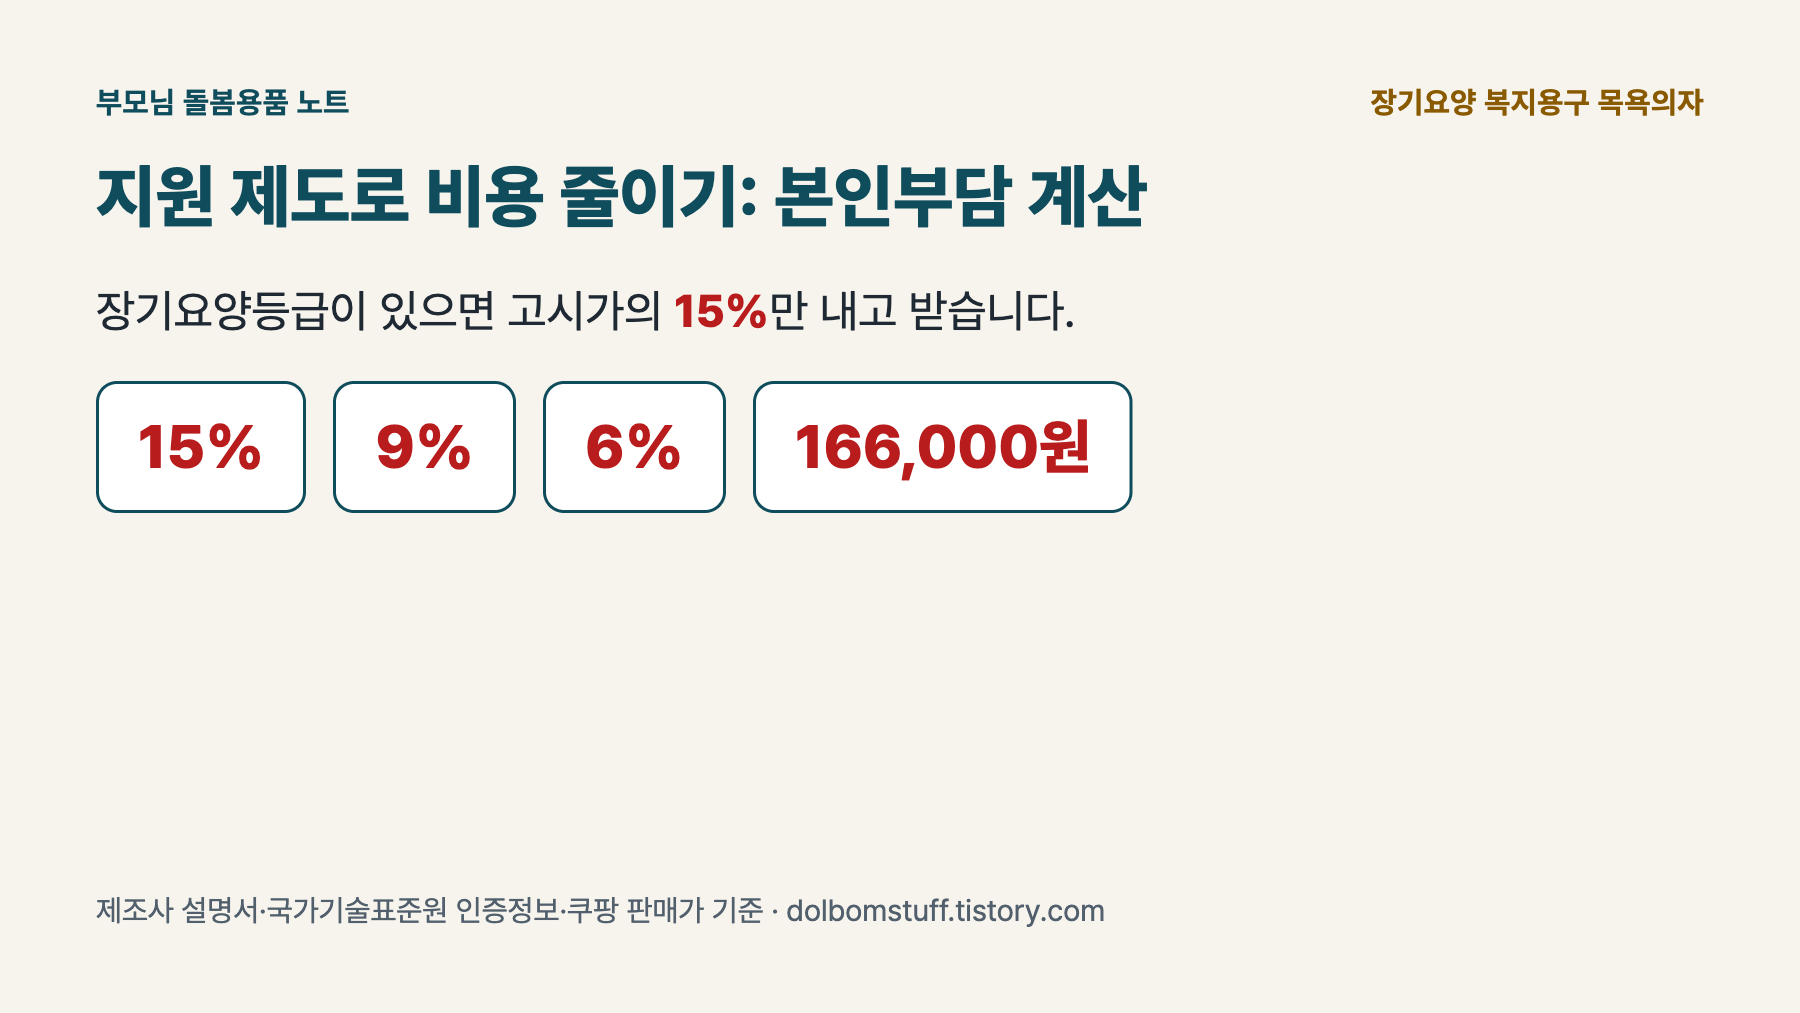 부모님 돌봄용품 노트
장기요양 복지용구 목욕의자
지원 제도로 비용 줄이기: 본인부담 계산
장기요양등급이 있으면 고시가의 15%만 내고 받습니다.
15%
9%
6%
166,000원
제조사 설명서·국가기술표준원 인증정보·쿠팡 판매가 기준 · dolbomstuff.tistory.com